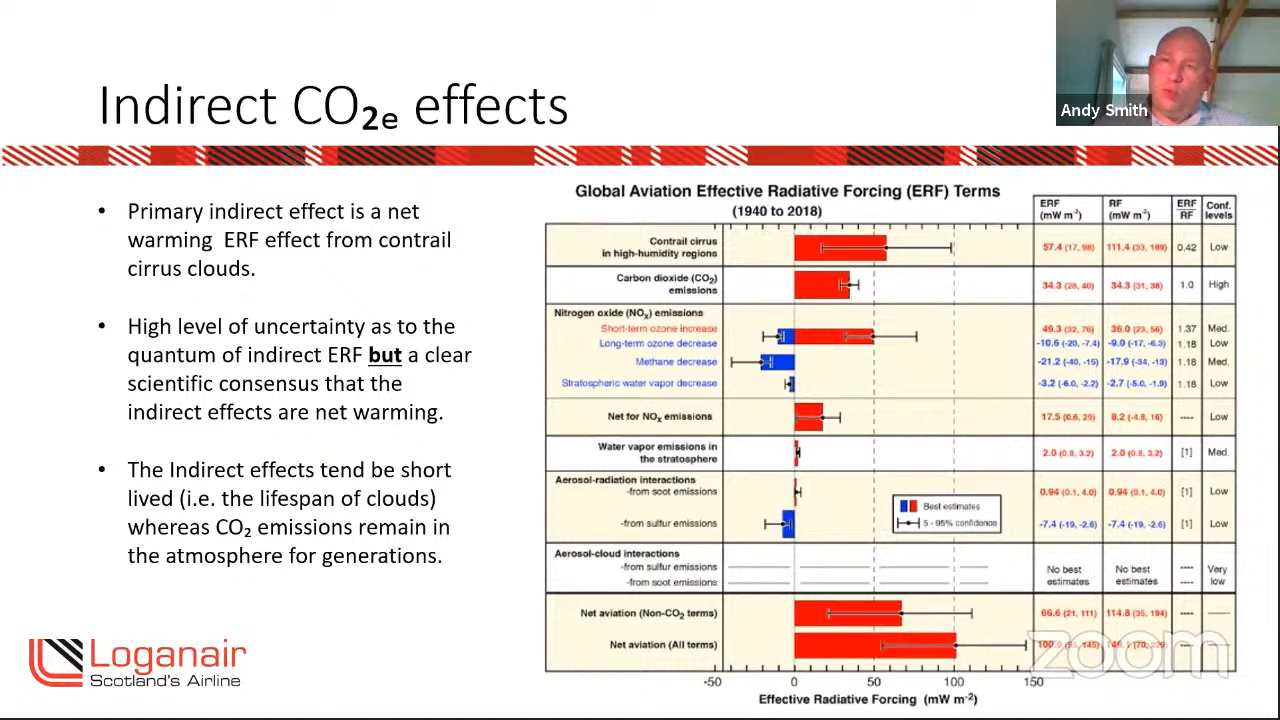 Andy Smith
Indirect CO2e effects
• Primary indirect effect is a net
warming ERF effect from contrail
cirrus clouds.
• High level of uncertainty as to the
quantum of indirect ERF but a clear
scientific consensus that the
indirect effects are net warming.
• The Indirect effects tend be short
lived (i.e. the lifespan of clouds)
whereas CO₂ emissions remain in
the atmosphere for generations.
Loganair
Scotland's Airline
Global Aviation Effective Radiative Forcing (ERF) Terms
(1940 to 2018)
ERF (mW m-2) RF (mW m-2) ERF/RF Conf. levels
Contrail cirrus
in high-humidity regions 57.4 (17, 98) 111.4 (33, 189) 0.42 Low
Carbon dioxide (CO2)
emissions 34.3 (28, 40) 34.3 (31, 38) 1.0 High
Nitrogen oxide (NOx) emissions
Short-term ozone increase 49.3 (32, 76) 36.0 (23, 56) 1.37 Med.
Long-term ozone decrease -10.6 (-20, -7.4) -9.0 (-17, -6.3) 1.18 Low
Methane decrease -21.2 (-40, -15) -17.9 (-34, -13) 1.18 Med.
Stratospheric water vapor decrease -3.2 (-6.0, -2.2) -2.7 (-5.0, -1.9) 1.18 Low
Net for NOx emissions 17.5 (0.6, 29) 8.2 (-4.8, 16) ---- Low
Water vapor emissions in
the stratosphere 2.0 (0.8, 3.2) 2.0 (0.8, 3.2) [1] Med.
Aerosol-radiation interactions
-from soot emissions 0.94 (0.1, 4.0) 0.94 (0.1, 4.0) [1] Low
-from sulfur emissions -7.4 (-19, -2.6) -7.4 (-19, -2.6) [1] Low
Best estimates
5 - 95% confidence
Aerosol-cloud interactions
-from sulfur emissions No best estimates No best estimates ---- Very low
-from soot emissions ----
Net aviation (Non-CO2 terms) 66.6 (21, 111) 114.8 (35, 194) ----
Net aviation (All terms)
zoom
-50 0 50 100 150
Effective Radiative Forcing (mW m-2)